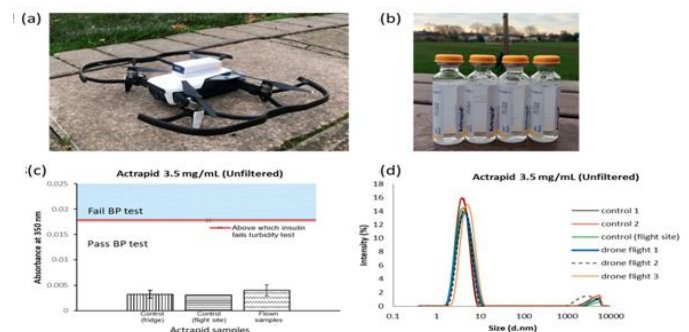 (a)
(b)
Actrapid
(c)
Actrapid 3.5 mg/mL (Unfiltered)
0.025
0.02
0.015
0.01
0.005
0
Absorbance at 350 nm
Fail BP test
Above which insulin
fails turbidity test
Pass BP test
Control
(fridge)
Control
(flight site)
Flown
samples
Actrapid samples
(d)
Actrapid 3.5 mg/mL (Unfiltered)
18
16
14
12
10
8
6
4
2
0
Intensity (%)
control 1
control 2
control (flight site)
drone flight 1
drone flight 2
drone flight 3
0.1
1
10
100
1000
10000
Size (d.nm)